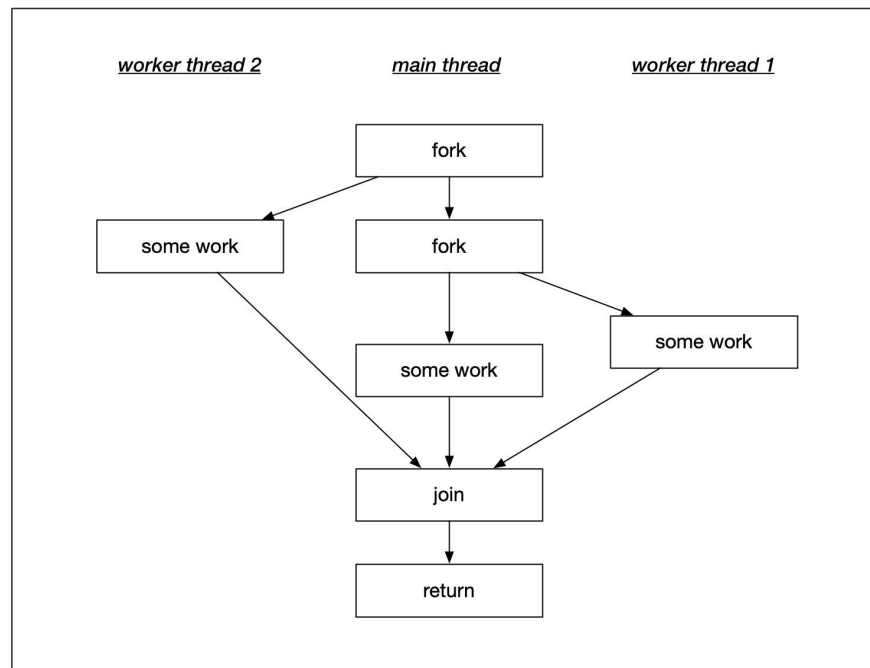 worker thread 2
main thread
worker thread 1
fork
some work
fork
some work
some work
join
return